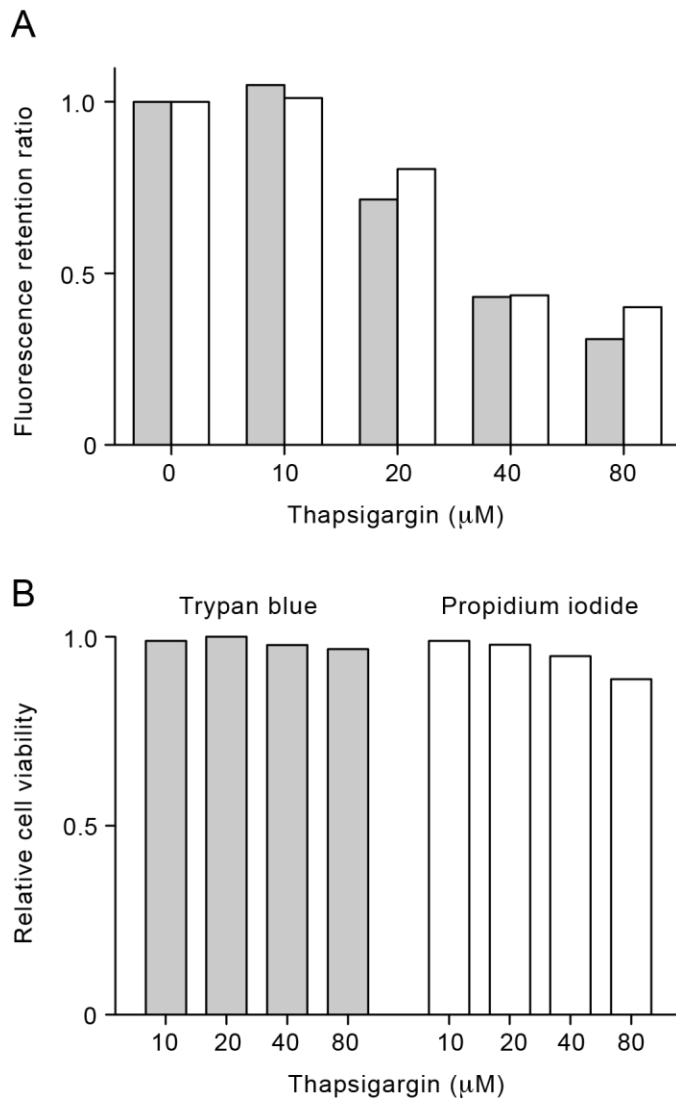 A
Fluorescence retention ratio
1.0
0.5
0
0 10 20 40 80
Thapsigargin (μM)
B
Trypan blue Propidium iodide
Relative cell viability
1.0
0.5
0
10 20 40 80 10 20 40 80
Thapsigargin (μM)